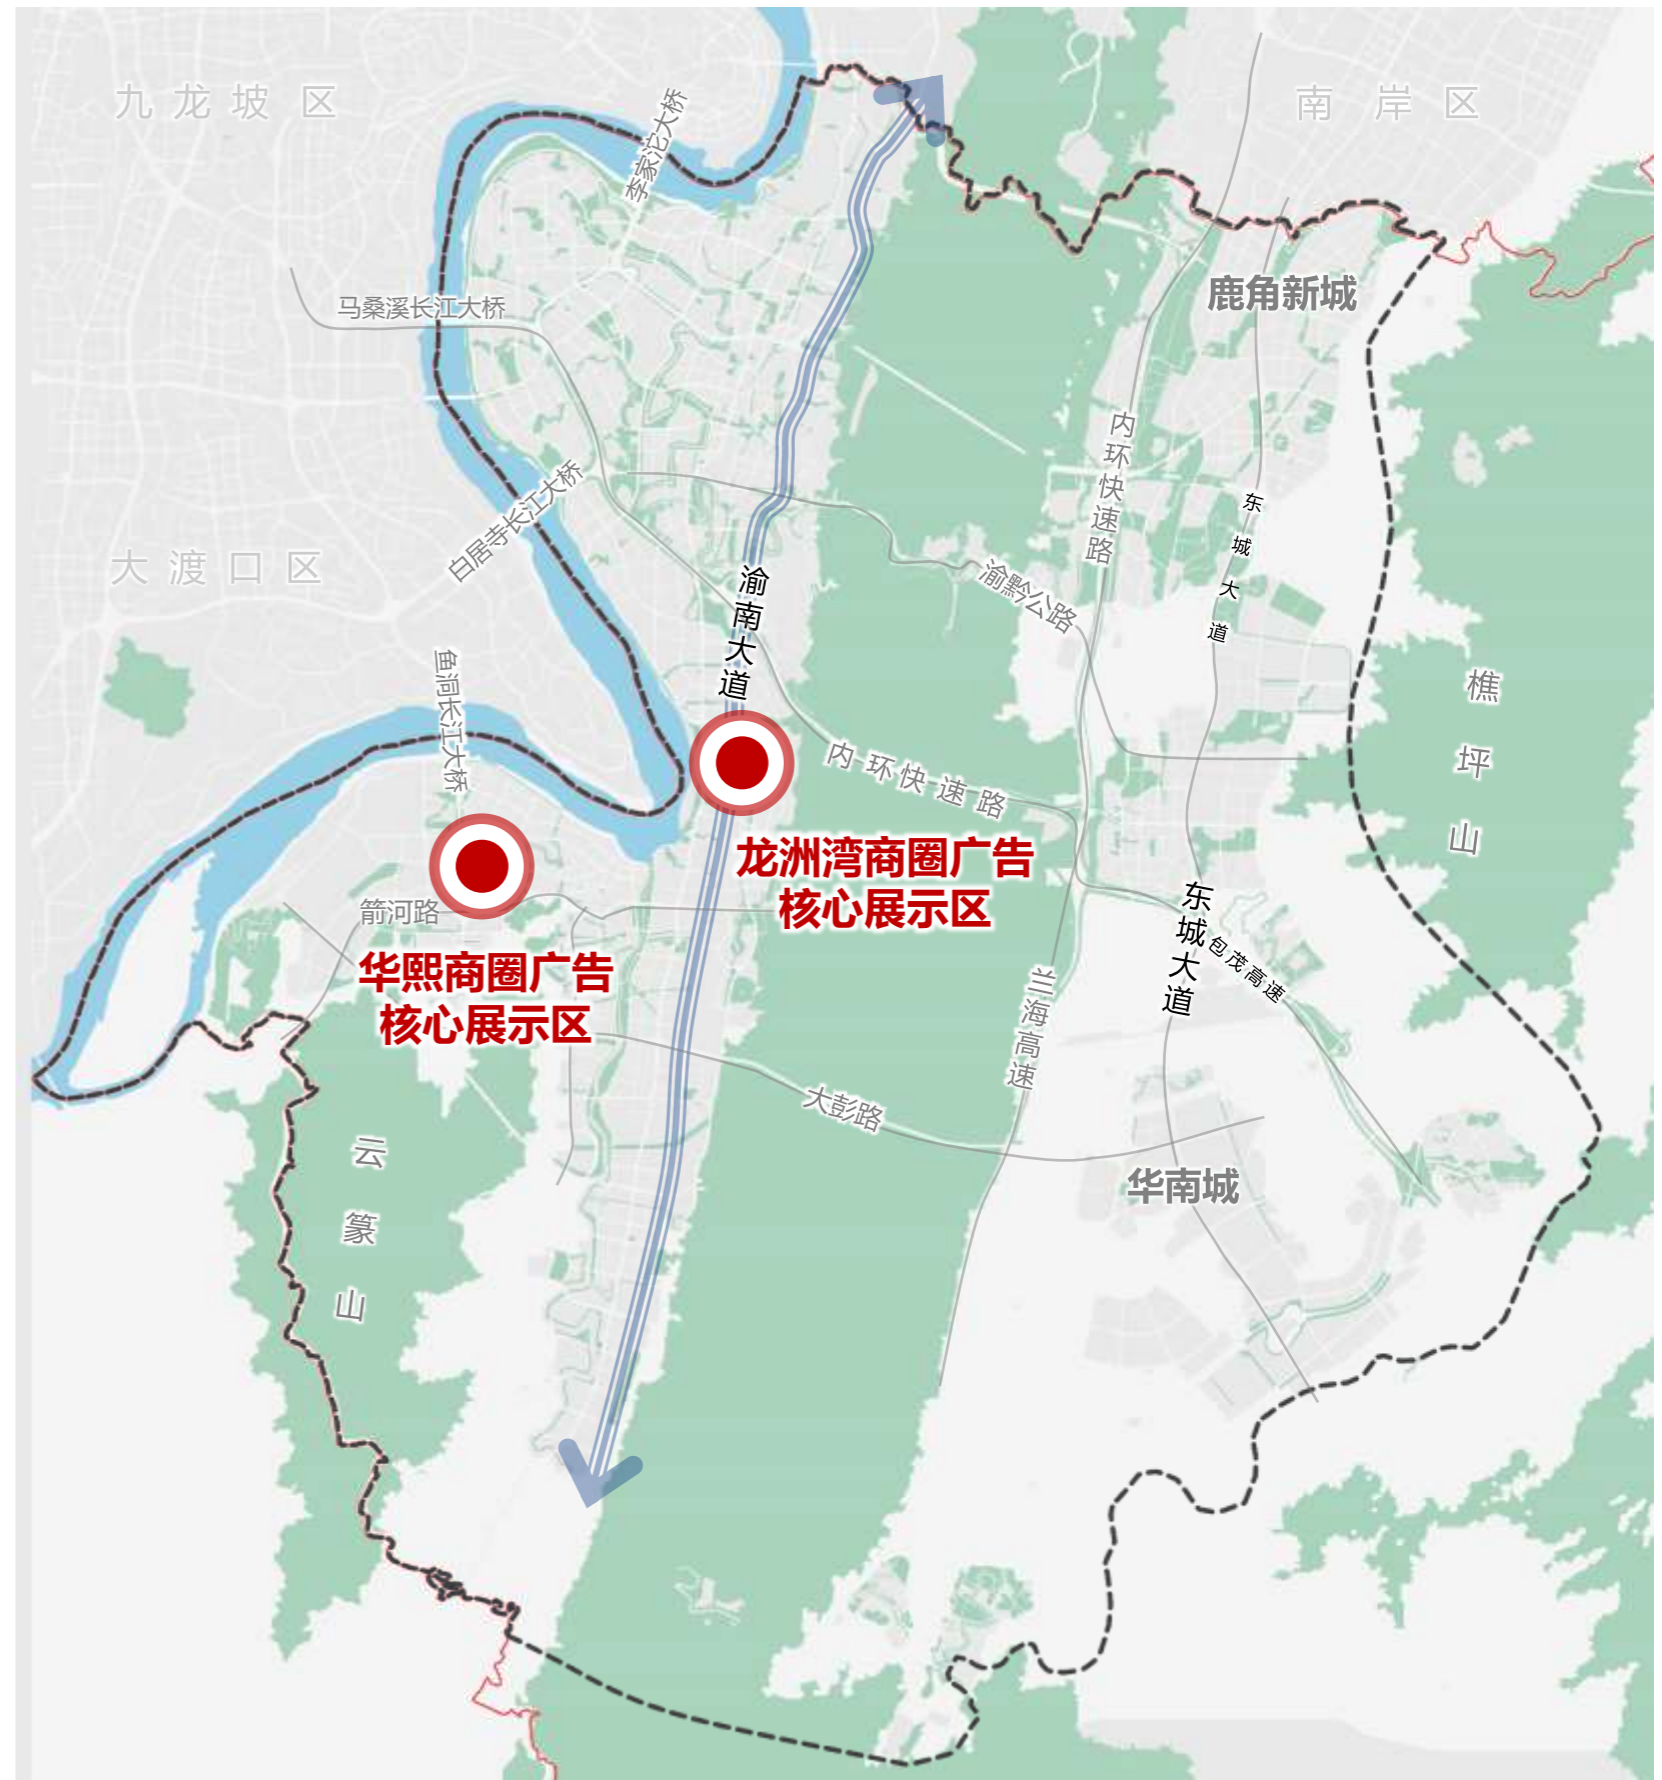 九龙坡区
南岸区
李家沱大桥
鹿角新城
马桑溪长江大桥
内环快速路
白居寺长江大桥
东城大道
大渡口区
渝南大道
渝黔公路
鱼洞长江大桥
樵坪山
内环快速路
龙洲湾商圈广告
核心展示区
箭河路
东城大道
包茂高速
华熙商圈广告
核心展示区
兰海高速
大彭路
云篆山
华南城